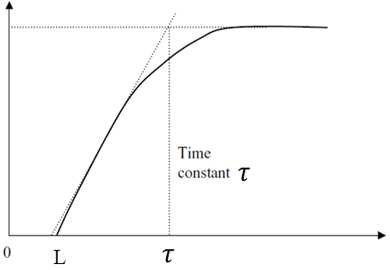 Time
constant τ
0
L
τ